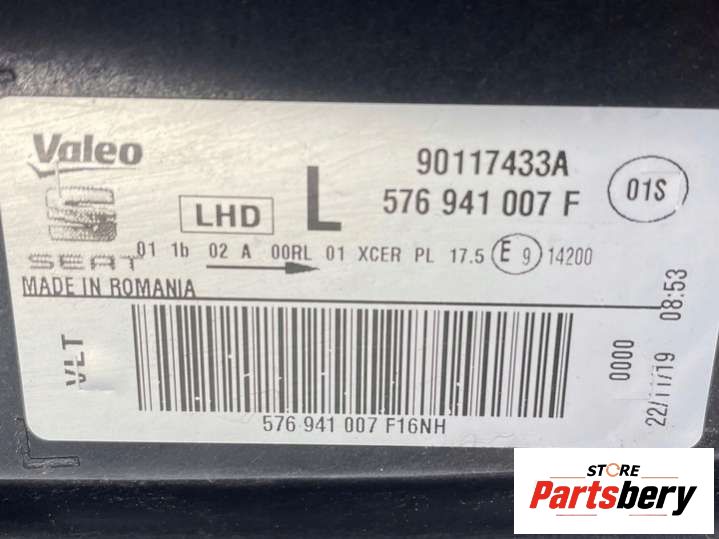 Valeo
SEAT
LHD
L
90117433A
576 941 007 F
01S
01 1b 02 A 00RL 01 XCER PL 17.5 E 9 14200
MADE IN ROMANIA
VLT
576 941 007 F16NH
0000
22/11/19 08:53
STORE
Partsbery